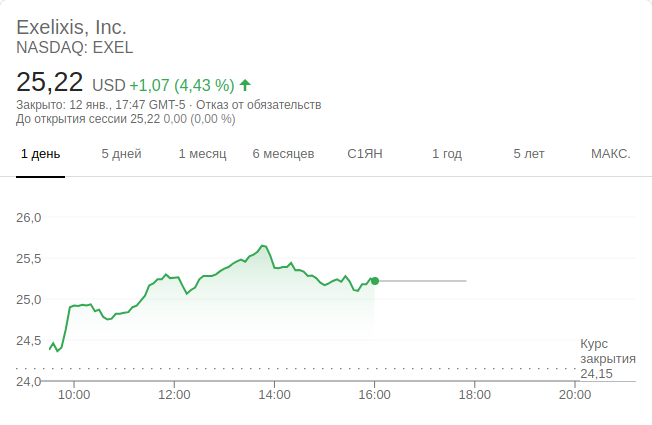 Exelixis, Inc.
NASDAQ: EXEL
25,22 USD +1,07 (4,43 %)
Закрыто: 12 янв., 17:47 GMT-5 · Отказ от обязательств
До открытия сессии 25,22 0,00 (0,00 %)
1 день 5 дней 1 месяц 6 месяцев С1ЯН 1 год 5 лет МАКС.
26,0
25,5
25,0
24,5
24,0
Курс
закрытия
24,15
10:00 12:00 14:00 16:00 18:00 20:00